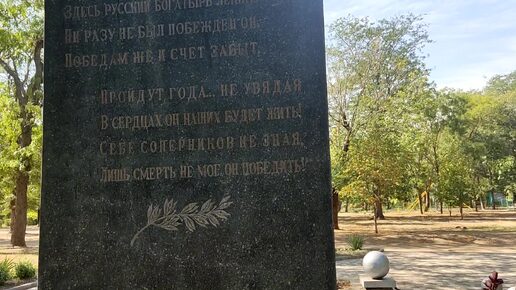 Здесь русский богатырь лежит,
Ни разу не был побежден он,
Победам же и счет забыт.
Пройдут года... не увядая
В сердцах он наших будет жить!
Себе соперников не зная,
Лишь смерть не мог он победить!